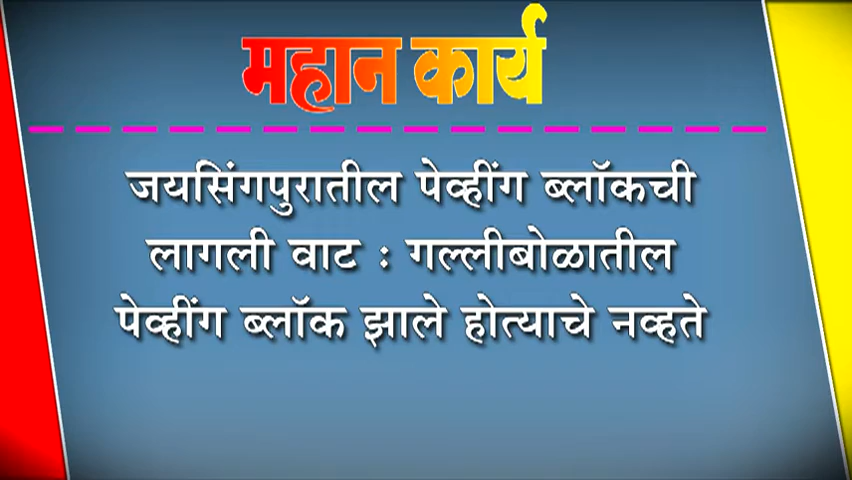 महान कार्य
जयसिंगपुरातील पेव्हींग ब्लॉकची
लागली वाट : गल्लीबोळातील
पेव्हींग ब्लॉक झाले होत्याचे नव्हते